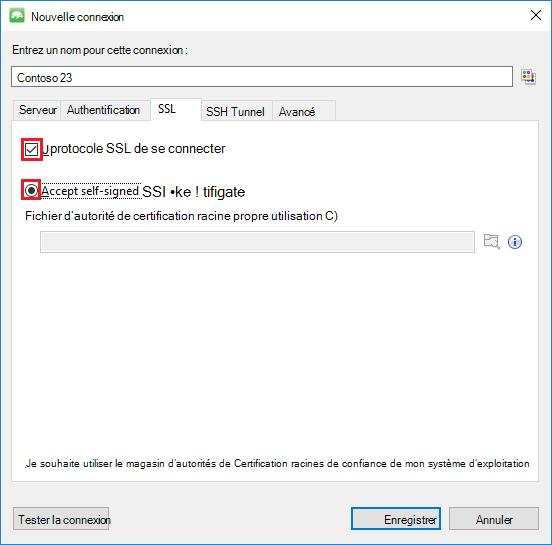 Nouvelle connexion
Entrez un nom pour cette connexion :
Contoso 23
Serveur Authentification SSL SSH Tunnel Avancé
uprotocole SSL de se connecter
Accept self-signed SSI •ke ! tifigate
Fichier d'autorité de certification racine propre utilisation C)
Je souhaite utiliser le magasin d'autorités de Certification racines de confiance de mon système d'exploitation
Tester la connexion Enregistrer Annuler